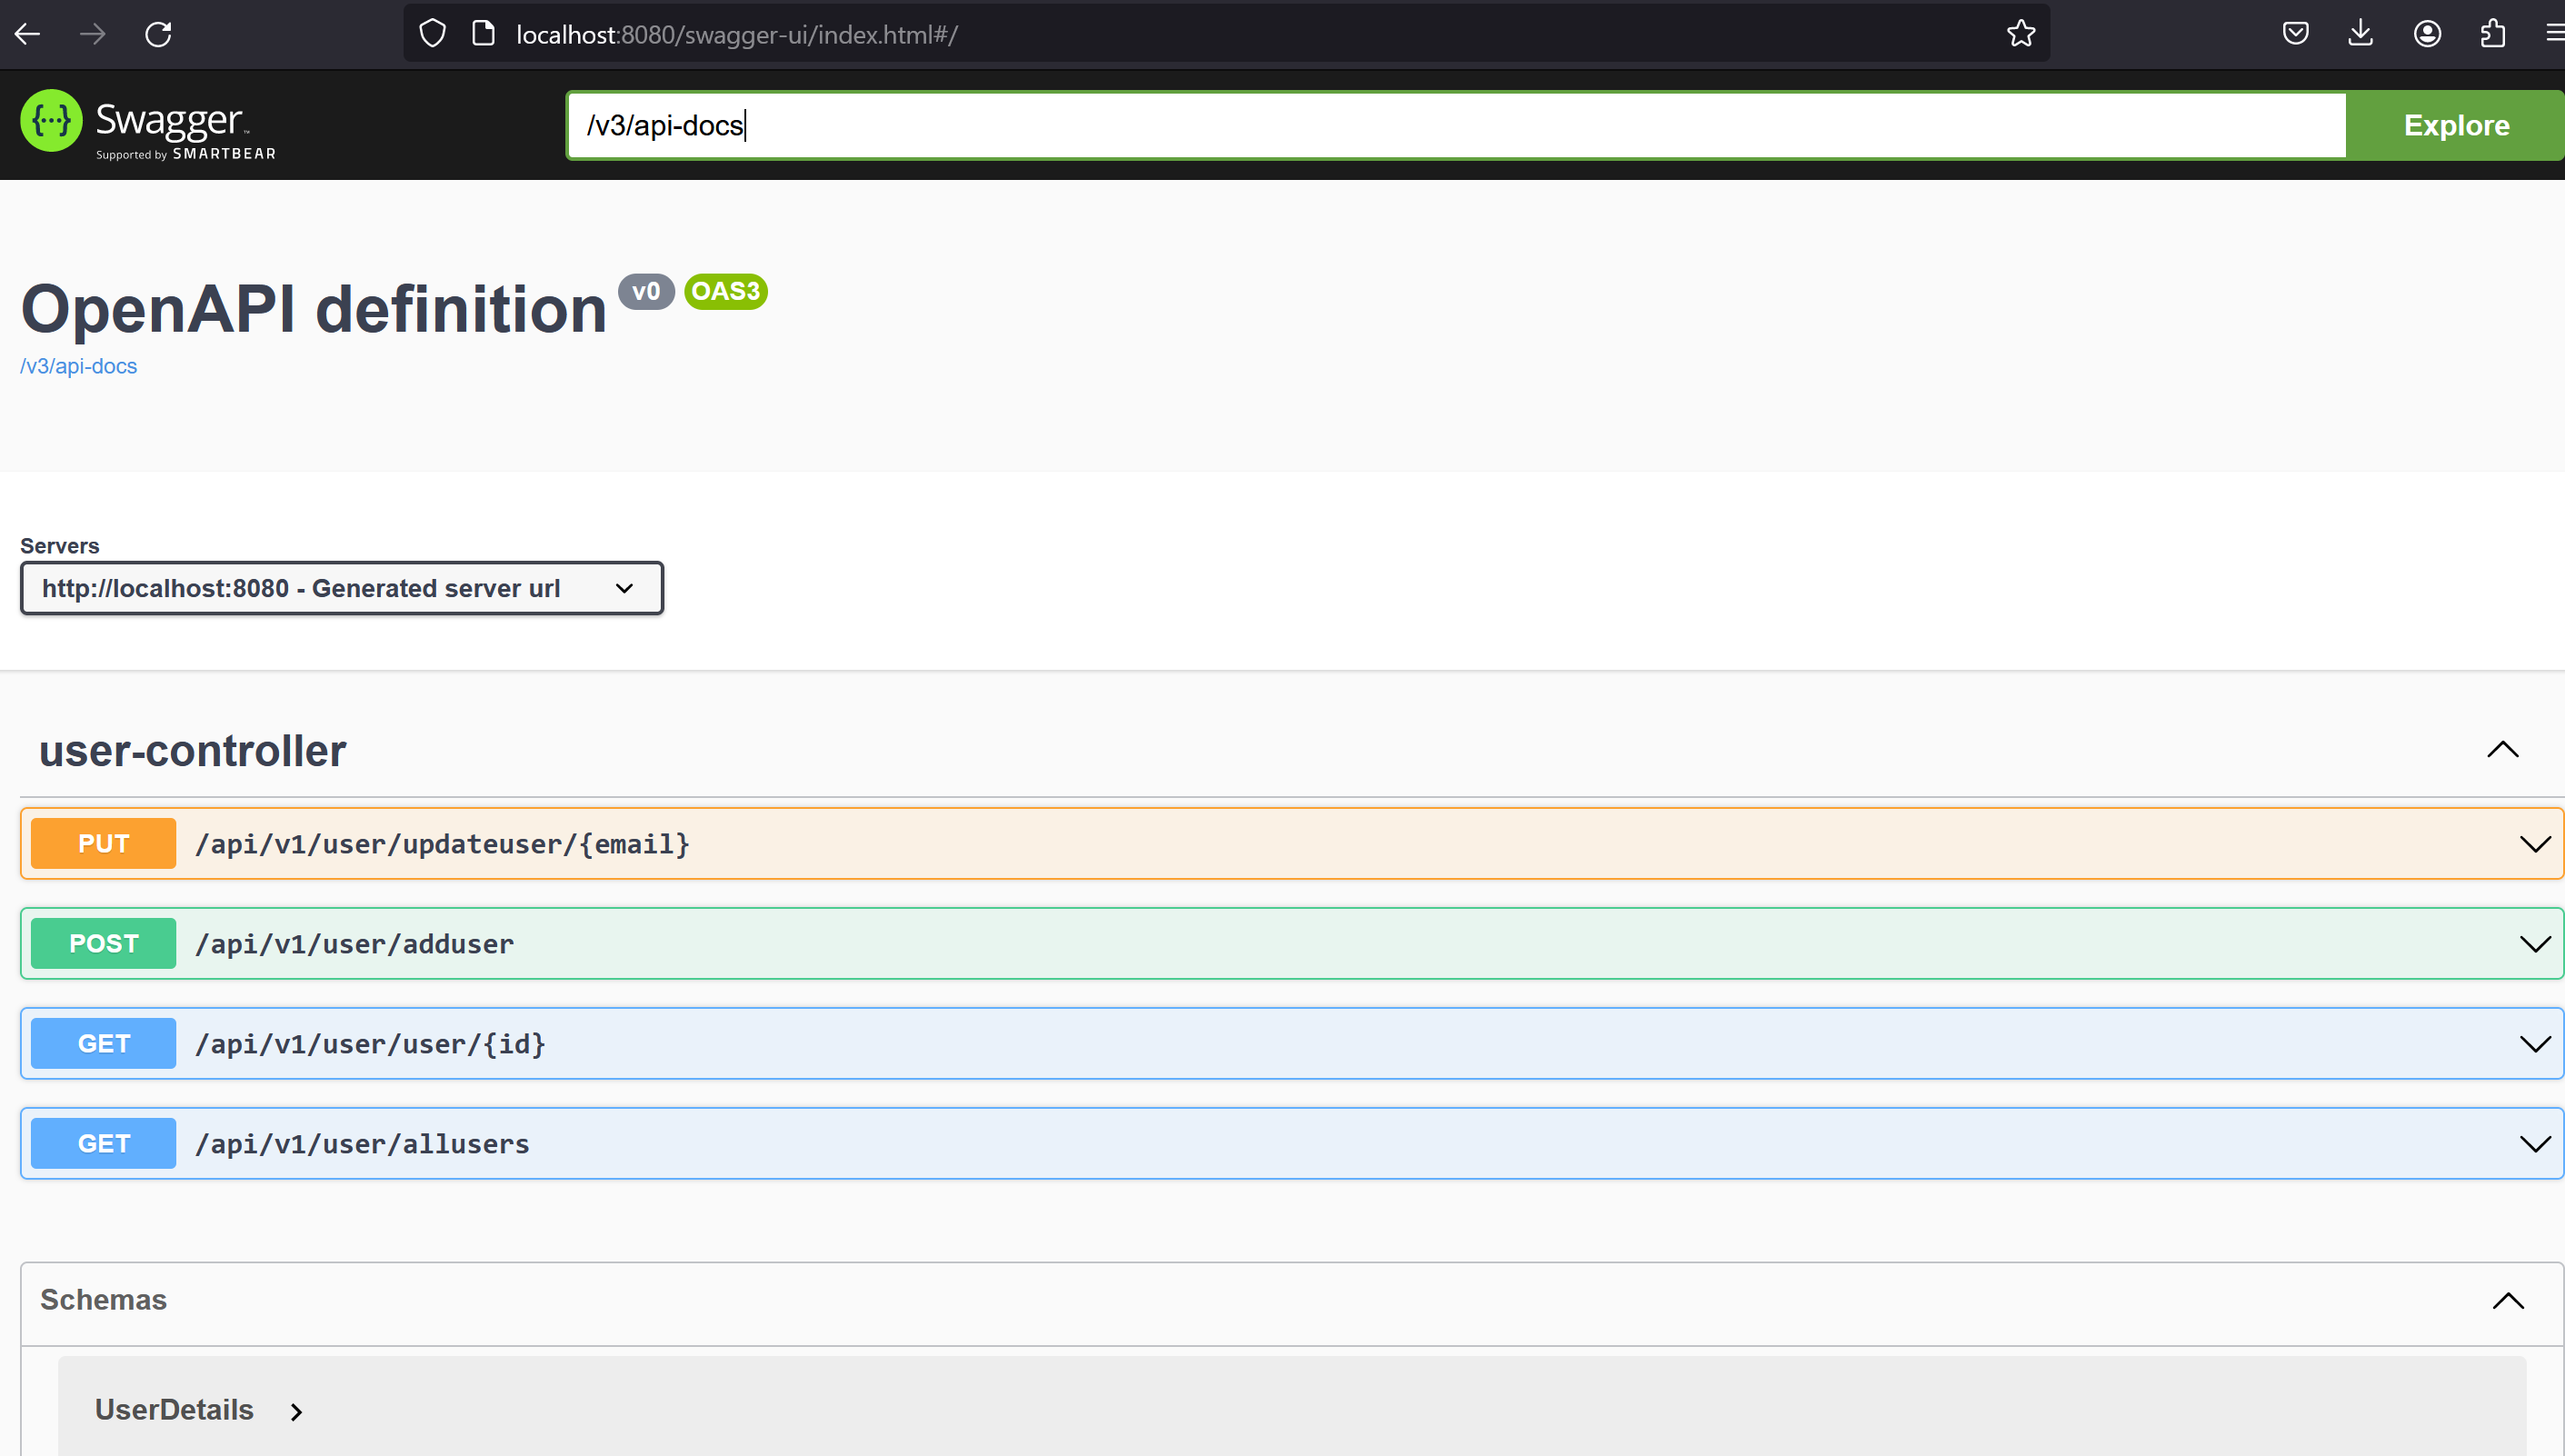 localhost:8080/swagger-ui/index.html#/
{...} Swagger™
Supported by SMARTBEAR
/v3/api-docs
Explore
OpenAPI definition v0 OAS3
/v3/api-docs
Servers
http://localhost:8080 - Generated server url
user-controller
PUT /api/v1/user/updateuser/{email}
POST /api/v1/user/adduser
GET /api/v1/user/user/{id}
GET /api/v1/user/allusers
Schemas
UserDetails